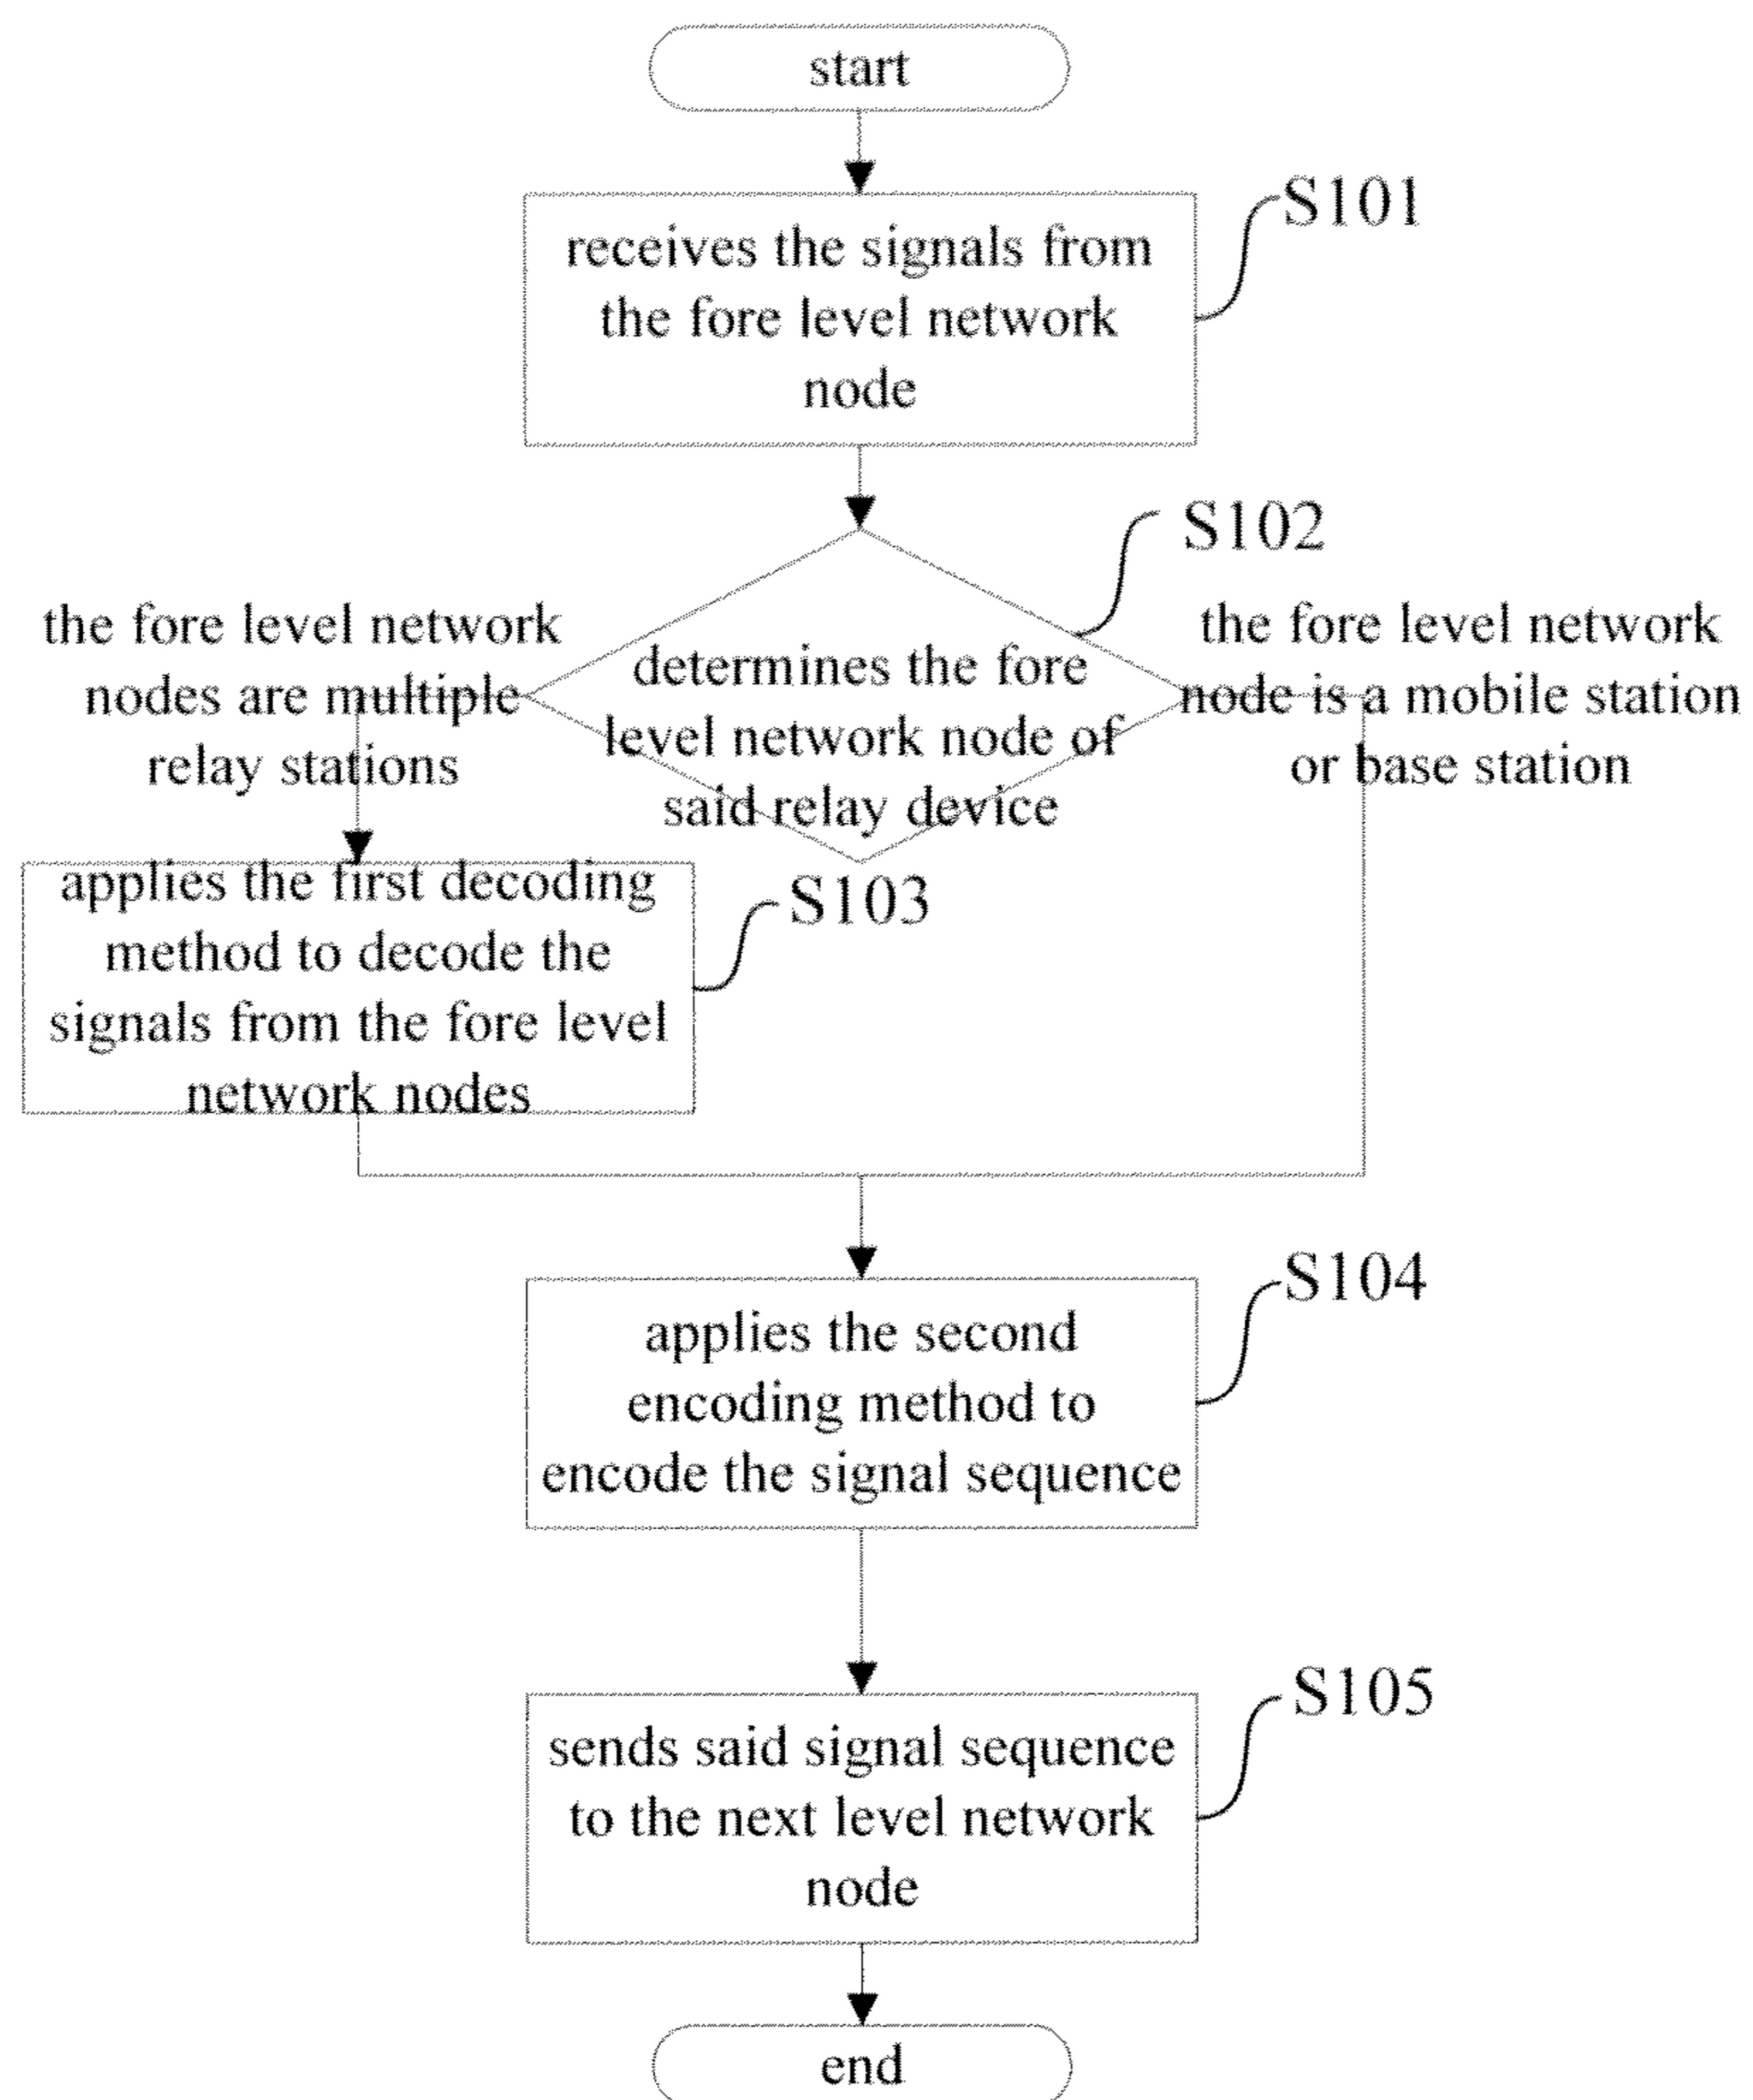 start
S101
receives the signals from
the fore level network
node
S102
the fore level network
nodes are multiple
relay stations
determines the fore
level network node of
said relay device
the fore level network
node is a mobile station
or base station
applies the first decoding
method to decode the
signals from the fore level
network nodes
S103
S104
applies the second
encoding method to
encode the signal sequence
S105
sends said signal sequence
to the next level network
node
end